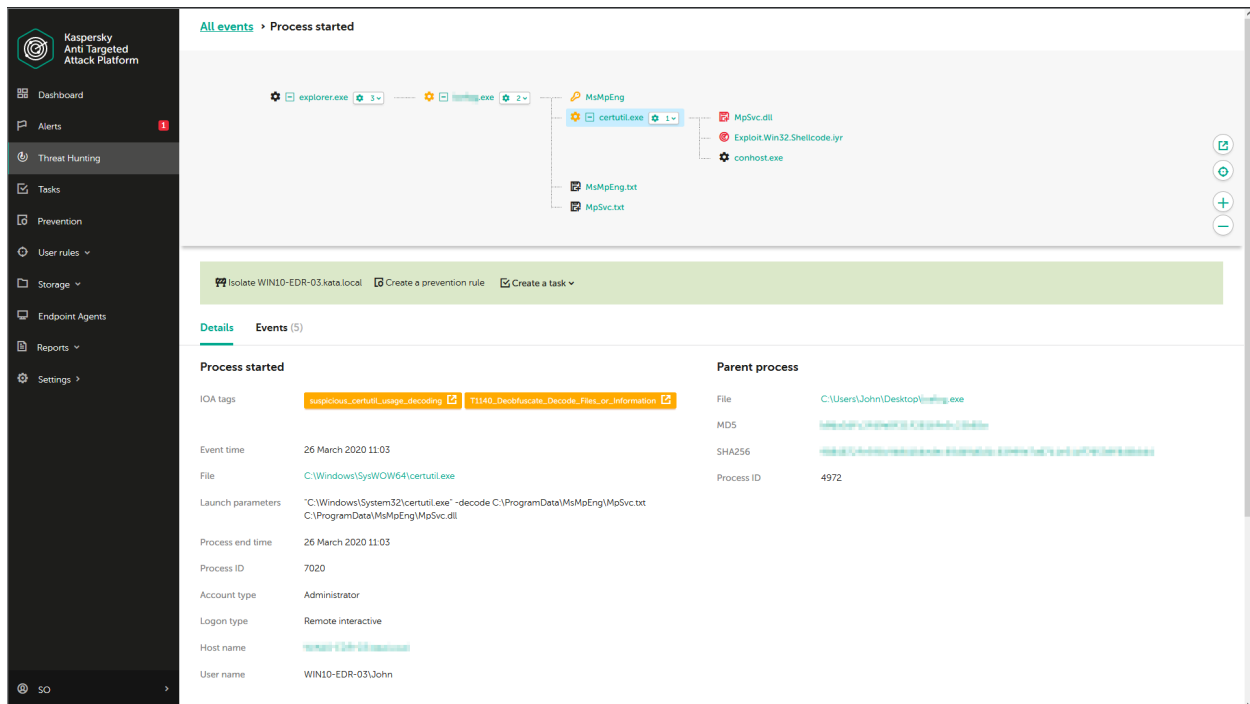 Kaspersky
Anti Targeted
Attack Platform
Dashboard
Alerts 1
Threat Hunting
Tasks
Prevention
User rules
Storage
Endpoint Agents
Reports
Settings
SO
All events > Process started
explorer.exe 3
.exe 2
MsMpEng
certutil.exe 1
MpSvc.dll
Exploit.Win32.Shellcode.iyr
conhost.exe
MsMpEng.txt
MpSvc.txt
Isolate WIN10-EDR-03.kata.local Create a prevention rule Create a task
Details Events (5)
Process started
IOA tags suspicious_certutil_usage_decoding T1140_Deobfuscate_Decode_Files_or_Information
Event time 26 March 2020 11:03
File C:\Windows\SysWOW64\certutil.exe
Launch parameters "C:\Windows\System32\certutil.exe" -decode C:\ProgramData\MsMpEng\MpSvc.txt
C:\ProgramData\MsMpEng\MpSvc.dll
Process end time 26 March 2020 11:03
Process ID 7020
Account type Administrator
Logon type Remote interactive
Host name
User name WIN10-EDR-03\John
Parent process
File C:\Users\John\Desktop\ .exe
MD5
SHA256
Process ID 4972